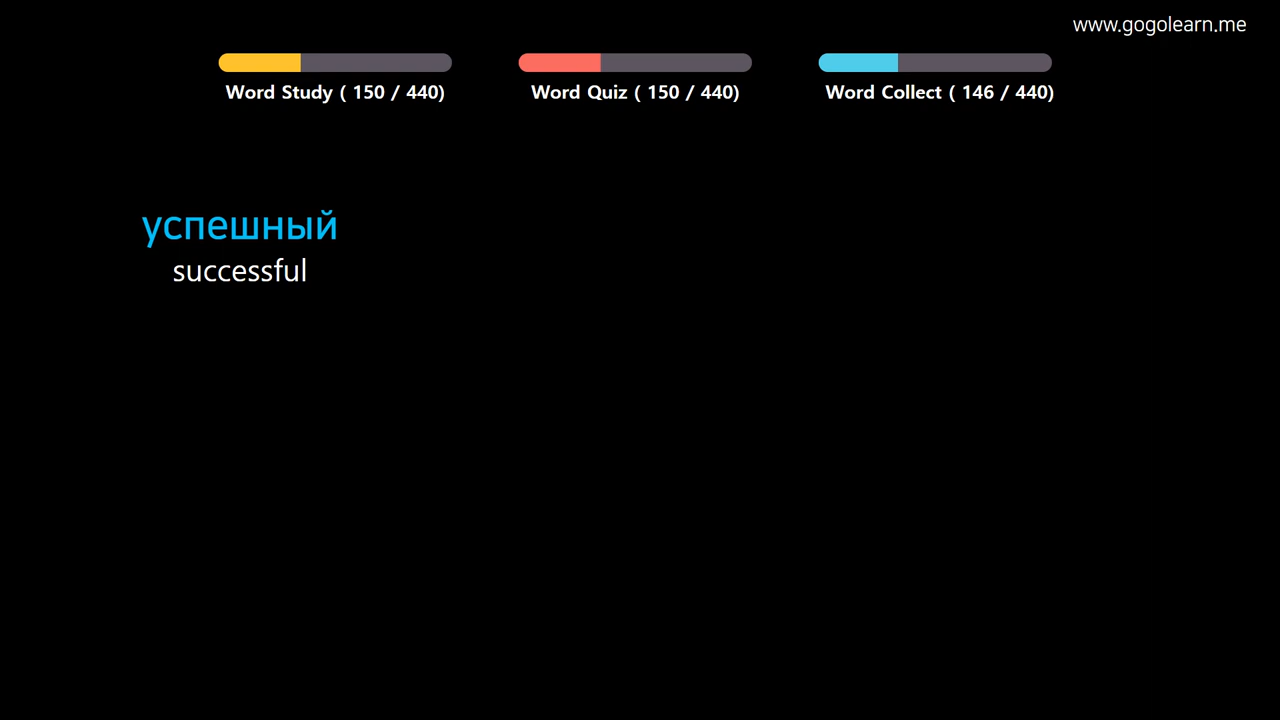 www.gogolearn.me
Word Study ( 150 / 440)
Word Quiz ( 150 / 440)
Word Collect ( 146 / 440)
успешный
successful